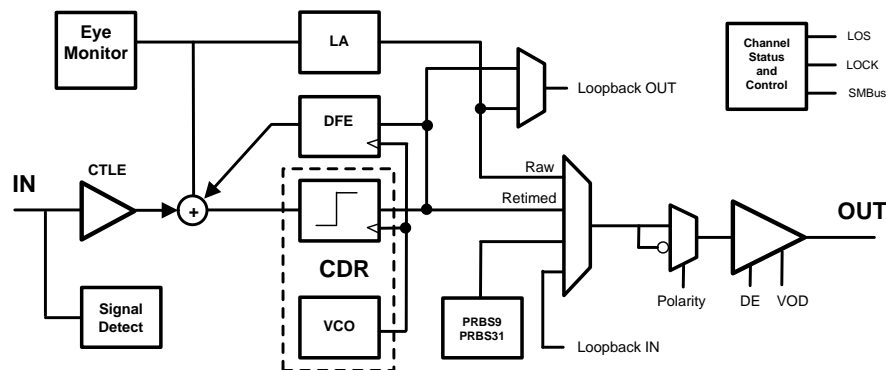 Eye
Monitor
LA
Channel
Status
and
Control
LOS
LOCK
SMBus
Loopback OUT
DFE
CTLE
IN
+
Raw
Retimed
OUT
CDR
Signal
Detect
VCO
PRBS9
PRBS31
Polarity
DE
VOD
Loopback IN